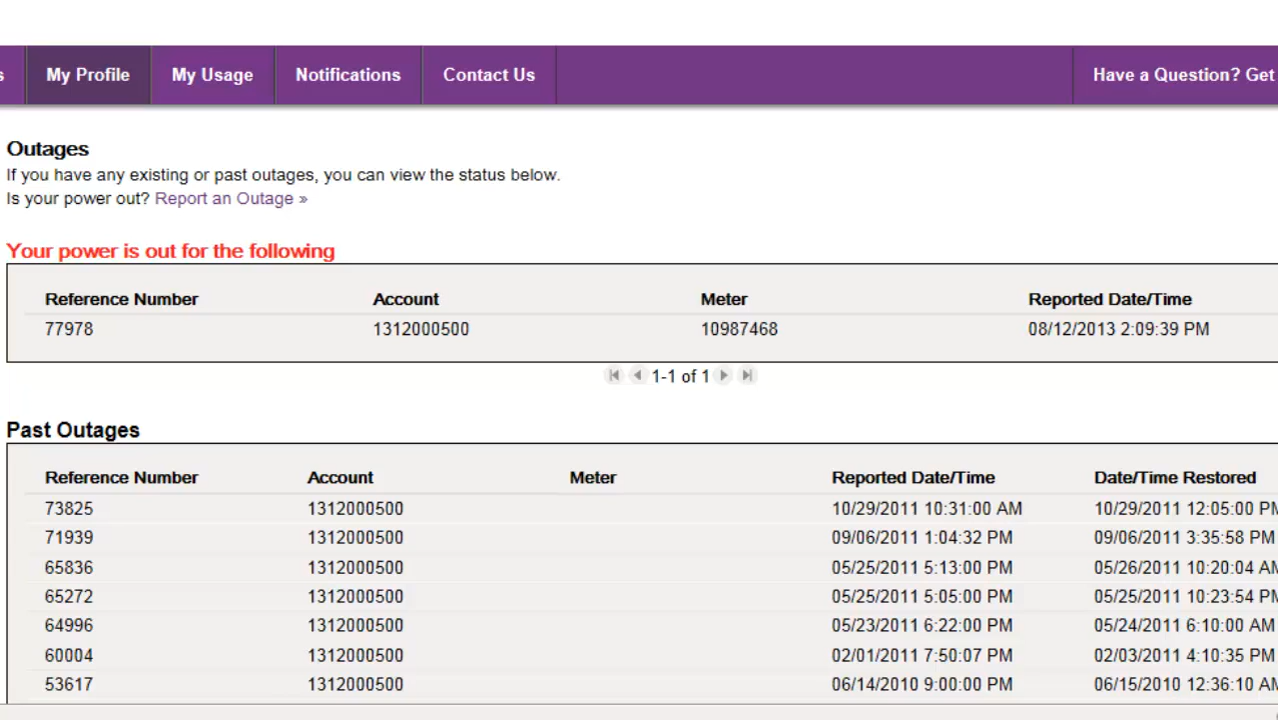 s My Profile My Usage Notifications Contact Us Have a Question? Get
Outages
If you have any existing or past outages, you can view the status below.
Is your power out? Report an Outage »
Your power is out for the following
Reference Number Account Meter Reported Date/Time
77978 1312000500 10987468 08/12/2013 2:09:39 PM
1-1 of 1
Past Outages
Reference Number Account Meter Reported Date/Time Date/Time Restored
73825 1312000500 10/29/2011 10:31:00 AM 10/29/2011 12:05:00 PM
71939 1312000500 09/06/2011 1:04:32 PM 09/06/2011 3:35:58 PM
65836 1312000500 05/25/2011 5:13:00 PM 05/26/2011 10:20:04 AM
65272 1312000500 05/25/2011 5:05:00 PM 05/25/2011 10:23:54 PM
64996 1312000500 05/23/2011 6:22:00 PM 05/24/2011 6:10:00 AM
60004 1312000500 02/01/2011 7:50:07 PM 02/03/2011 4:10:35 PM
53617 1312000500 06/14/2010 9:00:00 PM 06/15/2010 12:36:10 AM